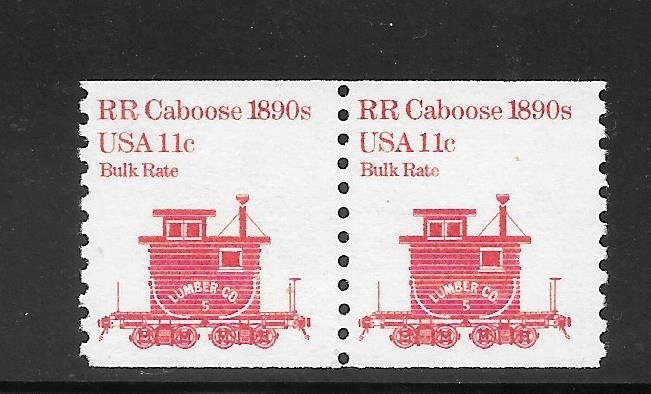 RR Caboose 1890s
USA 11c
Bulk Rate
LUMBER CO.
5
RR Caboose 1890s
USA 11c
Bulk Rate
LUMBER CO.
5